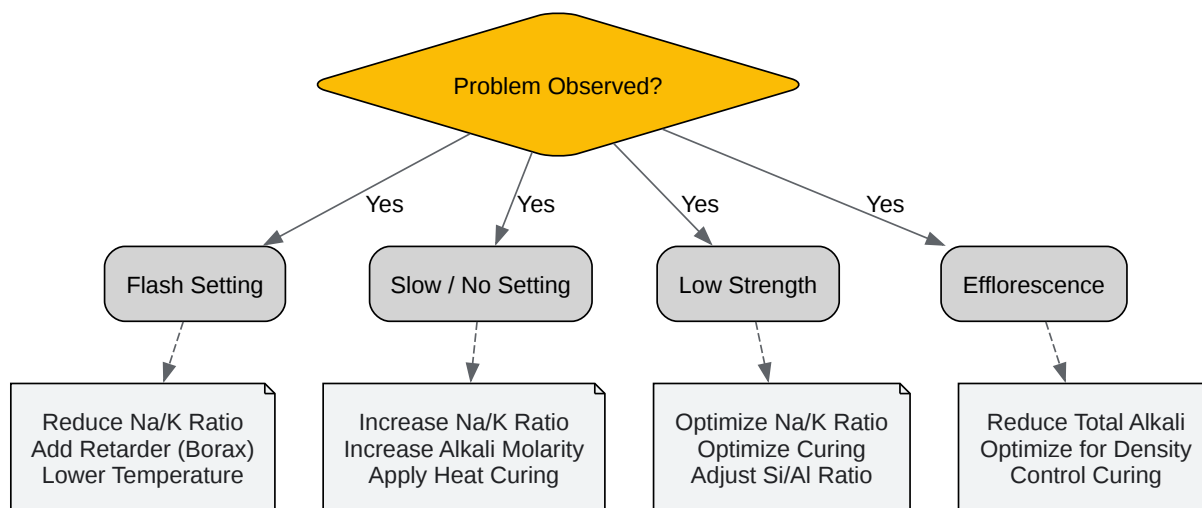 Problem Observed?
Yes
Yes
Yes
Yes
Flash Setting
Slow / No Setting
Low Strength
Efflorescence
Reduce Na/K Ratio
Add Retarder (Borax)
Lower Temperature
Increase Na/K Ratio
Increase Alkali Molarity
Apply Heat Curing
Optimize Na/K Ratio
Optimize Curing
Adjust Si/Al Ratio
Reduce Total Alkali
Optimize for Density
Control Curing